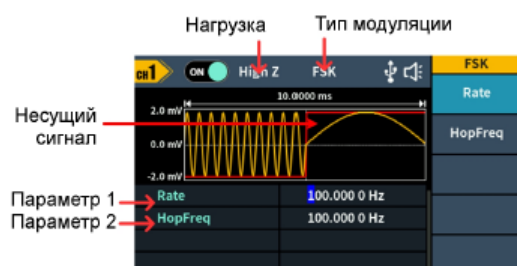 Нагрузка
Тип модуляции
CH1 ON High Z FSK
FSK
10.0000 ms
Rate
2.0 mV
Несущий сигнал
HopFreq
0.0 mV
-2.0 mV
Параметр 1
Rate 100.000 0 Hz
Параметр 2
HopFreq 100.000 0 Hz